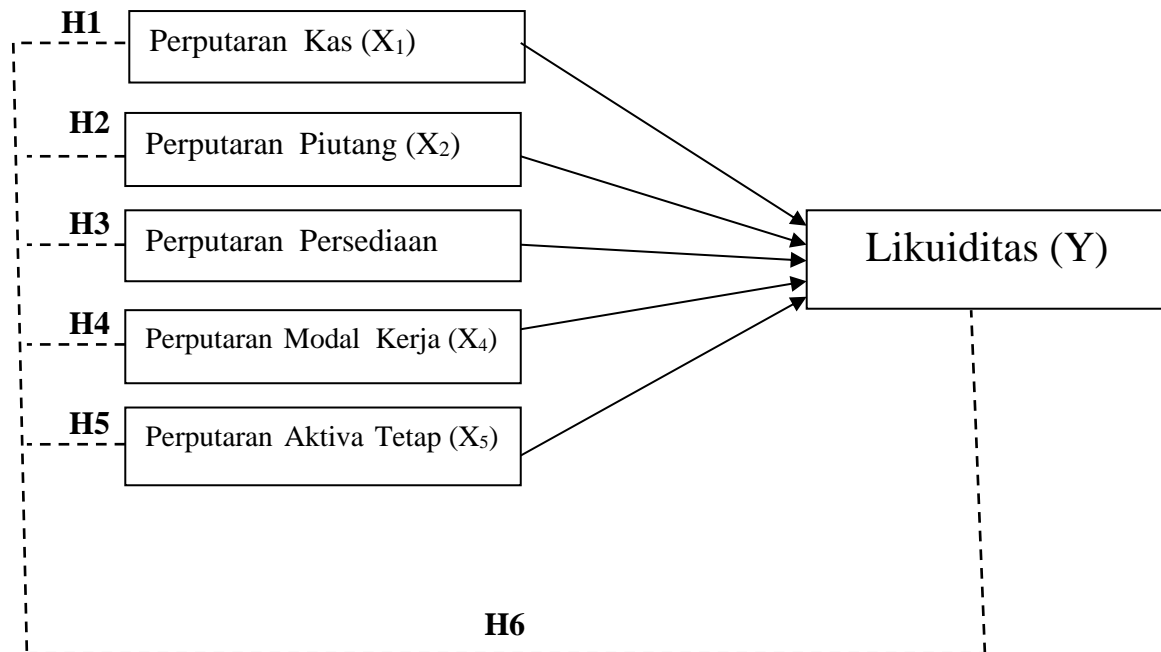 H1
Perputaran Kas (X₁)
H2
Perputaran Piutang (X₂)
H3
Perputaran Persediaan
H4
Perputaran Modal Kerja (X₄)
H5
Perputaran Aktiva Tetap (X₅)
Likuiditas (Y)
H6